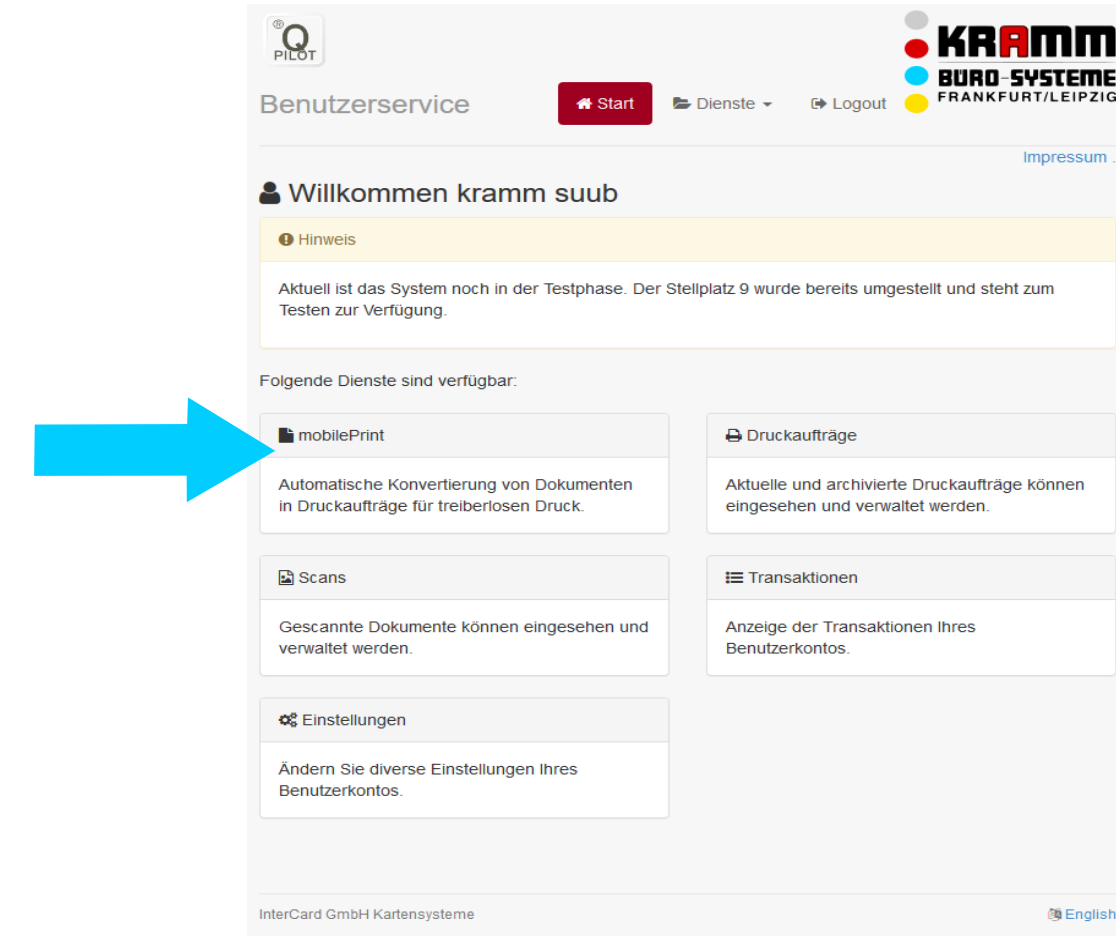 ®
Q
PILOT
KRAMM
BÜRO-SYSTEME
FRANKFURT/LEIPZIG
Benutzerservice
Start
Dienste
Logout
Impressum .
Willkommen kramm suub
Hinweis
Aktuell ist das System noch in der Testphase. Der Stellplatz 9 wurde bereits umgestellt und steht zum
Testen zur Verfügung.
Folgende Dienste sind verfügbar:
mobilePrint
Automatische Konvertierung von Dokumenten
in Druckaufträge für treiberlosen Druck.
Druckaufträge
Aktuelle und archivierte Druckaufträge können
eingesehen und verwaltet werden.
Scans
Gescannte Dokumente können eingesehen und
verwaltet werden.
Transaktionen
Anzeige der Transaktionen Ihres
Benutzerkontos.
Einstellungen
Ändern Sie diverse Einstellungen Ihres
Benutzerkontos.
InterCard GmbH Kartensysteme
English